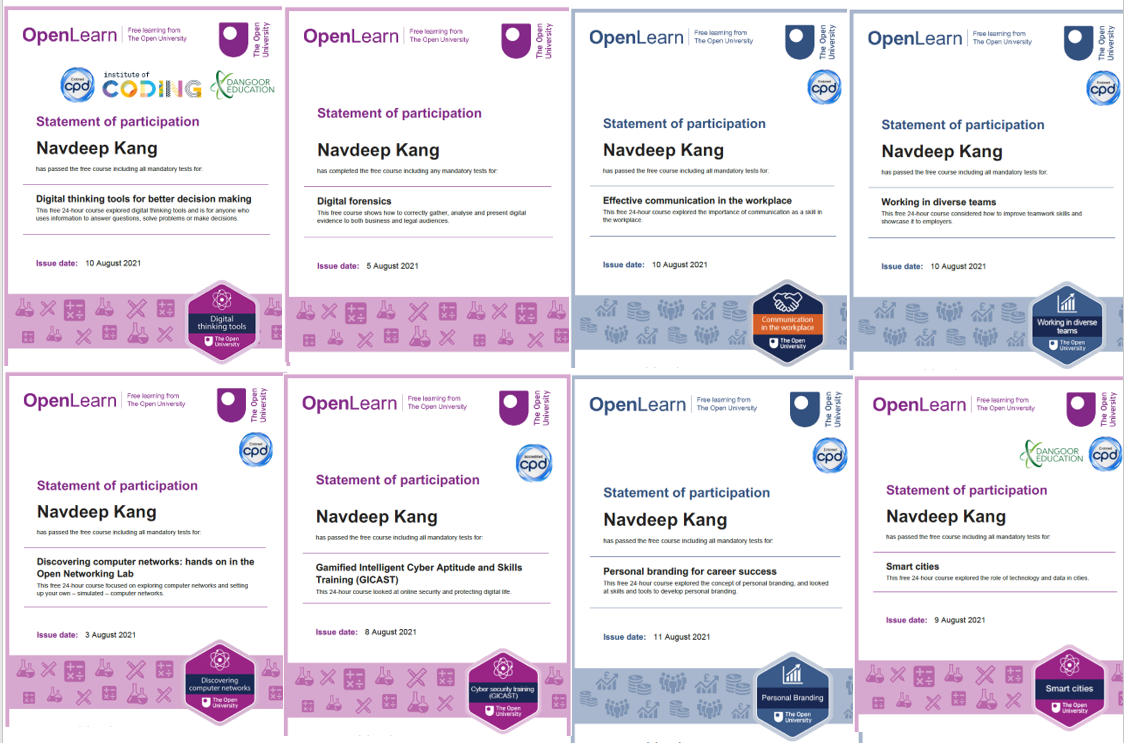 OpenLearn
Free learning from
The Open University
The Open
University
Endorsed
cpd
institute of
CODING
DANGOOR
EDUCATION
Statement of participation
Navdeep Kang
has passed the free course including all mandatory tests for:
Digital thinking tools for better decision making
This free 24-hour course explored digital thinking tools and is for anyone who
uses information to answer questions, solve problems or make decisions.
Issue date: 10 August 2021
Digital
thinking tools
The Open
University
OpenLearn
Free learning from
The Open University
The Open
University
Statement of participation
Navdeep Kang
has completed the free course including any mandatory tests for:
Digital forensics
This free course shows how to correctly gather, analyse and present digital
evidence to both business and legal audiences.
Issue date: 5 August 2021
OpenLearn
Free learning from
The Open University
The Open
University
Endorsed
cpd
Statement of participation
Navdeep Kang
has passed the free course including all mandatory tests for:
Effective communication in the workplace
This free 24-hour course explored the importance of communication as a skill in
the workplace.
Issue date: 10 August 2021
Communication
in the workplace
The Open
University
OpenLearn
Free learning from
The Open University
The Open
University
Endorsed
cpd
Statement of participation
Navdeep Kang
has passed the free course including all mandatory tests for:
Working in diverse teams
This free 24-hour course considered how to improve teamwork skills and
showcase it to employers.
Issue date: 10 August 2021
Working in diverse
teams
The Open
University
OpenLearn
Free learning from
The Open University
The Open
University
Endorsed
cpd
Statement of participation
Navdeep Kang
has passed the free course including all mandatory tests for:
Discovering computer networks: hands on in the
Open Networking Lab
This free 24-hour course focused on exploring computer networks and setting
up your own – simulated – computer networks.
Issue date: 3 August 2021
Discovering
computer networks
The Open
University
OpenLearn
Free learning from
The Open University
The Open
University
Accredited
cpd
Statement of participation
Navdeep Kang
has passed the free course including all mandatory tests for:
Gamified Intelligent Cyber Aptitude and Skills
Training (GICAST)
This 24-hour course looked at online security and protecting digital life.
Issue date: 8 August 2021
Cyber security training
(GICAST)
The Open
University
OpenLearn
Free learning from
The Open University
The Open
University
Endorsed
cpd
Statement of participation
Navdeep Kang
has passed the free course including all mandatory tests for:
Personal branding for career success
This free 24-hour course explored the concept of personal branding, and looked
at skills and tools to develop personal branding.
Issue date: 11 August 2021
Personal Branding
The Open
University
OpenLearn
Free learning from
The Open University
The Open
University
DANGOOR
EDUCATION
Endorsed
cpd
Statement of participation
Navdeep Kang
has passed the free course including all mandatory tests for:
Smart cities
This free 24-hour course explored the role of technology and data in cities.
Issue date: 9 August 2021
Smart cities
The Open
University